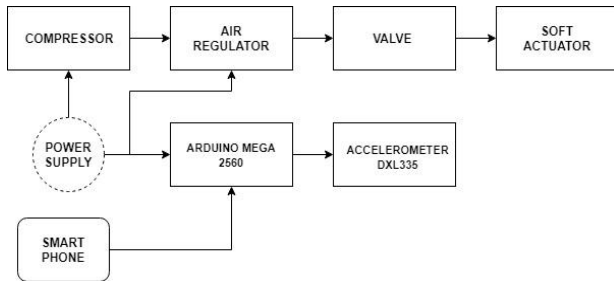 COMPRESSOR
AIR
REGULATOR
VALVE
SOFT
ACTUATOR
POWER
SUPPLY
ARDUINO MEGA
2560
ACCELEROMETER
DXL335
SMART
PHONE